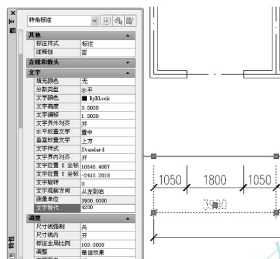 转角标注
其他
标注样式 标注
注释性 否
直线和箭头
文字
填充颜色 无
分数类型 水平
文字颜色 ByBlock
文字高度 3.0000
文字偏移 1.0000
文字界外对齐 开
水平放置文字 置中
垂直放置文字 上方
文字样式 Standard
文字界内对齐 开
文字位置 X 坐标
文字位置 Y 坐标 -2410.2018
文字旋转 0
文字观察方向 从左到右
测量单位 3900.0000
文字替代 4200
调整
尺寸线强制 关
尺寸线内 开
标注全局比例 100.0000
调整 最佳效果
特性
1050 1800 1050